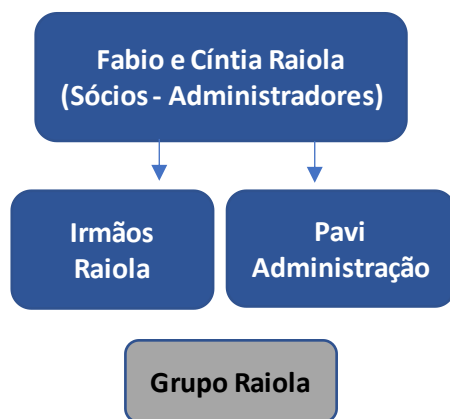 Fabio e Cíntia Raiola
(Sócios - Administradores)
Irmãos
Raiola
Pavi
Administração
Grupo Raiola